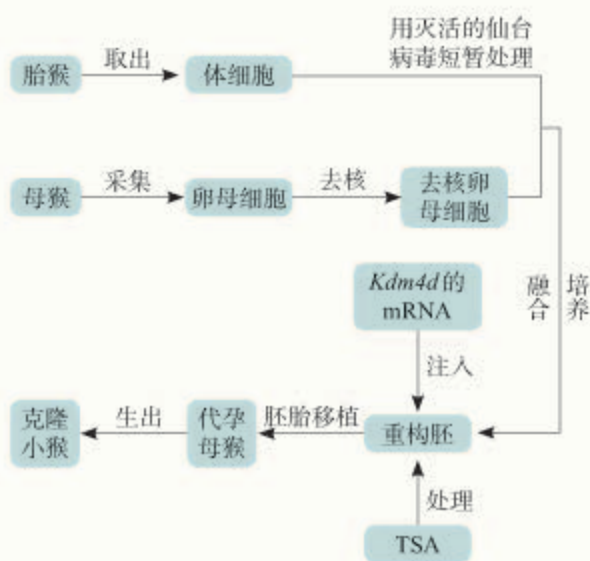 用灭活的仙台
病毒短暂处理
胎猴
取出
体细胞
母猴
采集
卵母细胞
去核
去核卵
母细胞
Kdm4d的
mRNA
融合
培养
注入
克隆
小猴
生出
代孕
母猴
胚胎移植
重构胚
处理
TSA